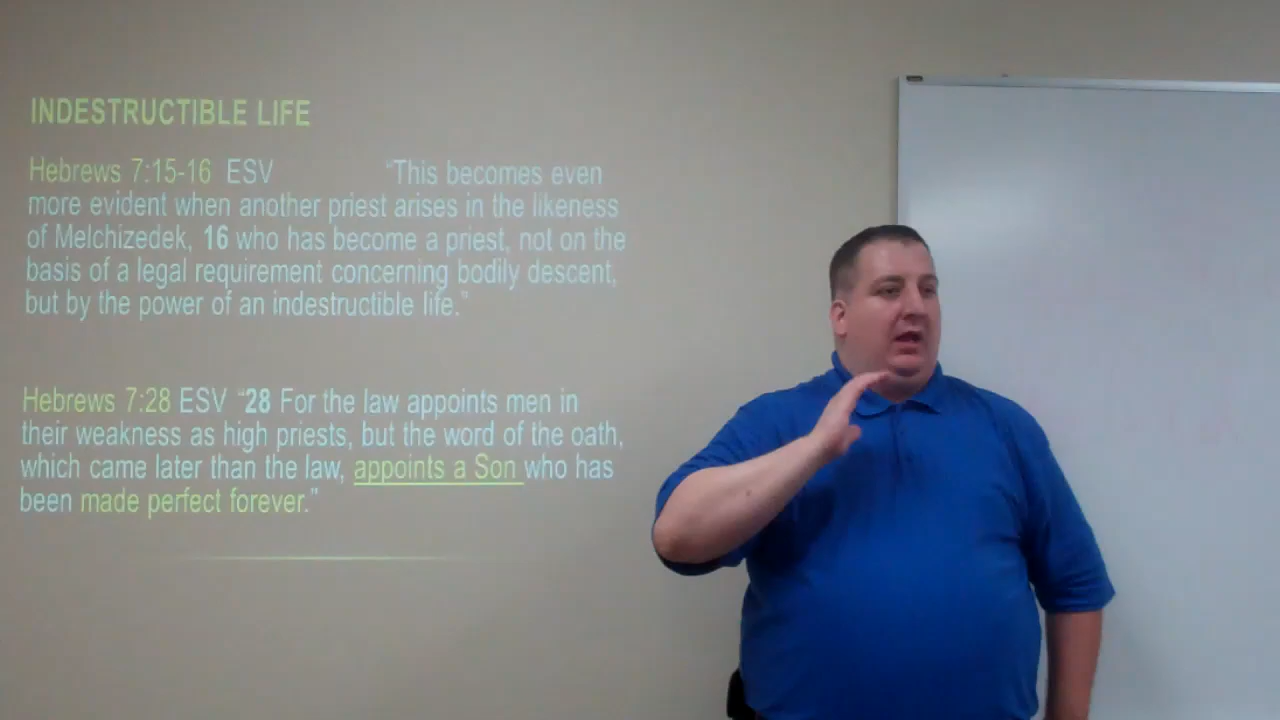 INDESTRUCTIBLE LIFE
Hebrews 7:15-16 ESV "This becomes even
more evident when another priest arises in the likeness
of Melchizedek, 16 who has become a priest, not on the
basis of a legal requirement concerning bodily descent,
but by the power of an indestructible life."
Hebrews 7:28 ESV "28 For the law appoints men in
their weakness as high priests, but the word of the oath,
which came later than the law, appoints a Son who has
been made perfect forever."